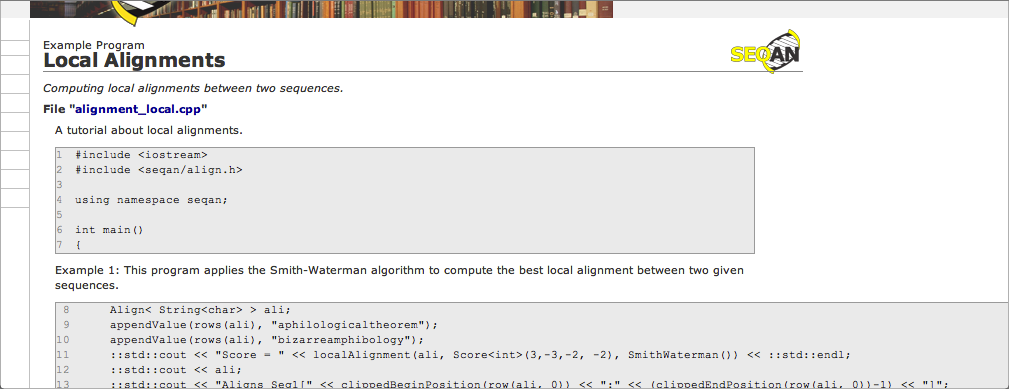 Example Program
Local Alignments
SEQAN
Computing local alignments between two sequences.
File "alignment_local.cpp"
A tutorial about local alignments.
1 #include <iostream>
2 #include <seqan/align.h>
3
4 using namespace seqan;
5
6 int main()
7 {
Example 1: This program applies the Smith-Waterman algorithm to compute the best local alignment between two given
sequences.
8 Align< String<char> > ali;
9 appendValue(rows(ali), "aphilologicaltheorem");
10 appendValue(rows(ali), "bizarreamphibology");
11 ::std::cout << "Score = " << localAlignment(ali, Score<int>(3,-3,-2, -2), SmithWaterman()) << ::std::endl;
12 ::std::cout << ali;
13 ::std::cout << "Aligns Seq1[" << clippedBeginPosition(row(ali, 0)) << ":" << (clippedEndPosition(row(ali, 0))-1) << "]";